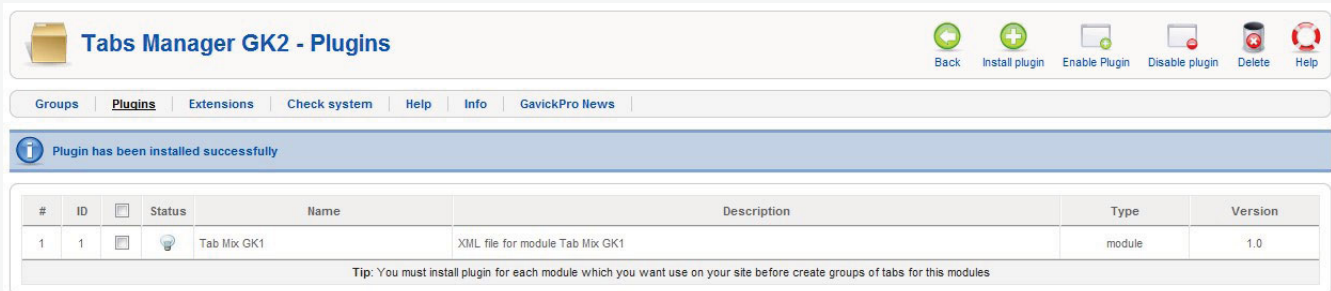 Tabs Manager GK2 - Plugins
Back Install plugin Enable Plugin Disable plugin Delete Help
Groups Plugins Extensions Check system Help Info GavickPro News
Plugin has been installed successfully
# ID Status Name Description Type Version
1 1 Tab Mix GK1 XML file for module Tab Mix GK1 module 1.0
Tip: You must install plugin for each module which you want use on your site before create groups of tabs for this modules